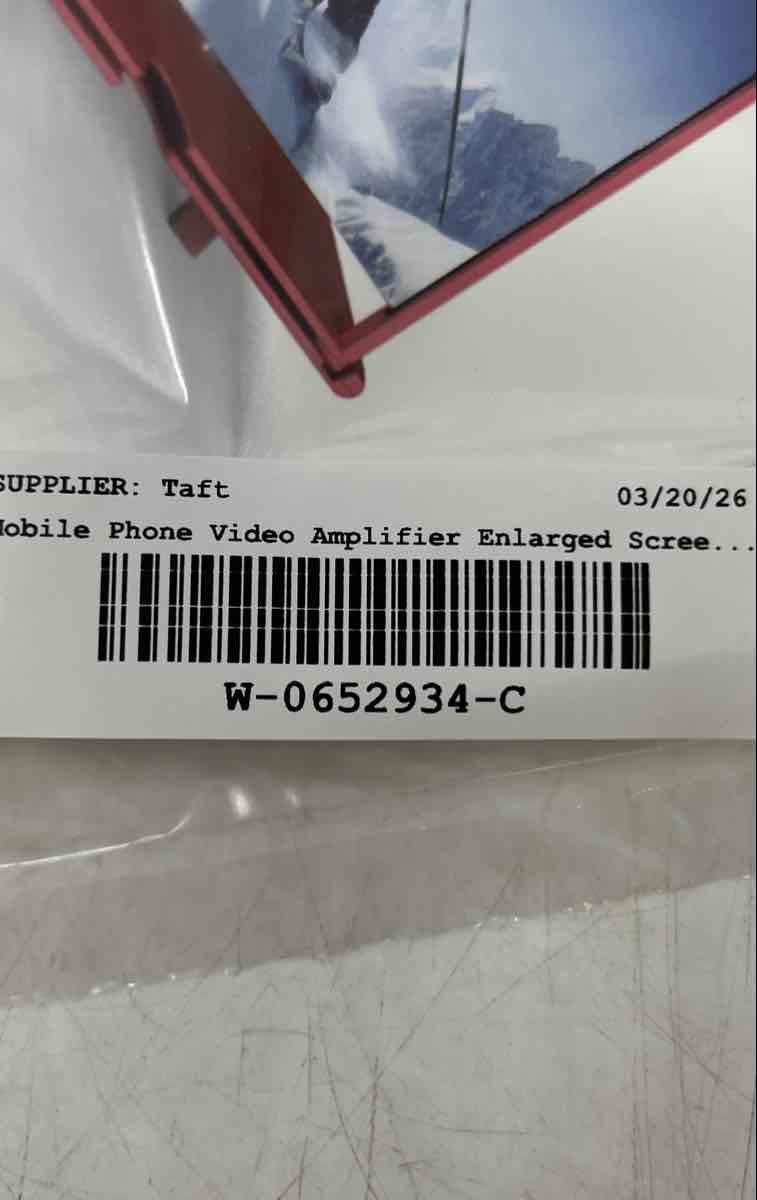 SUPPLIER: Taft
03/20/26
Mobile Phone Video Amplifier Enlarged Scree...
W-0652934-C